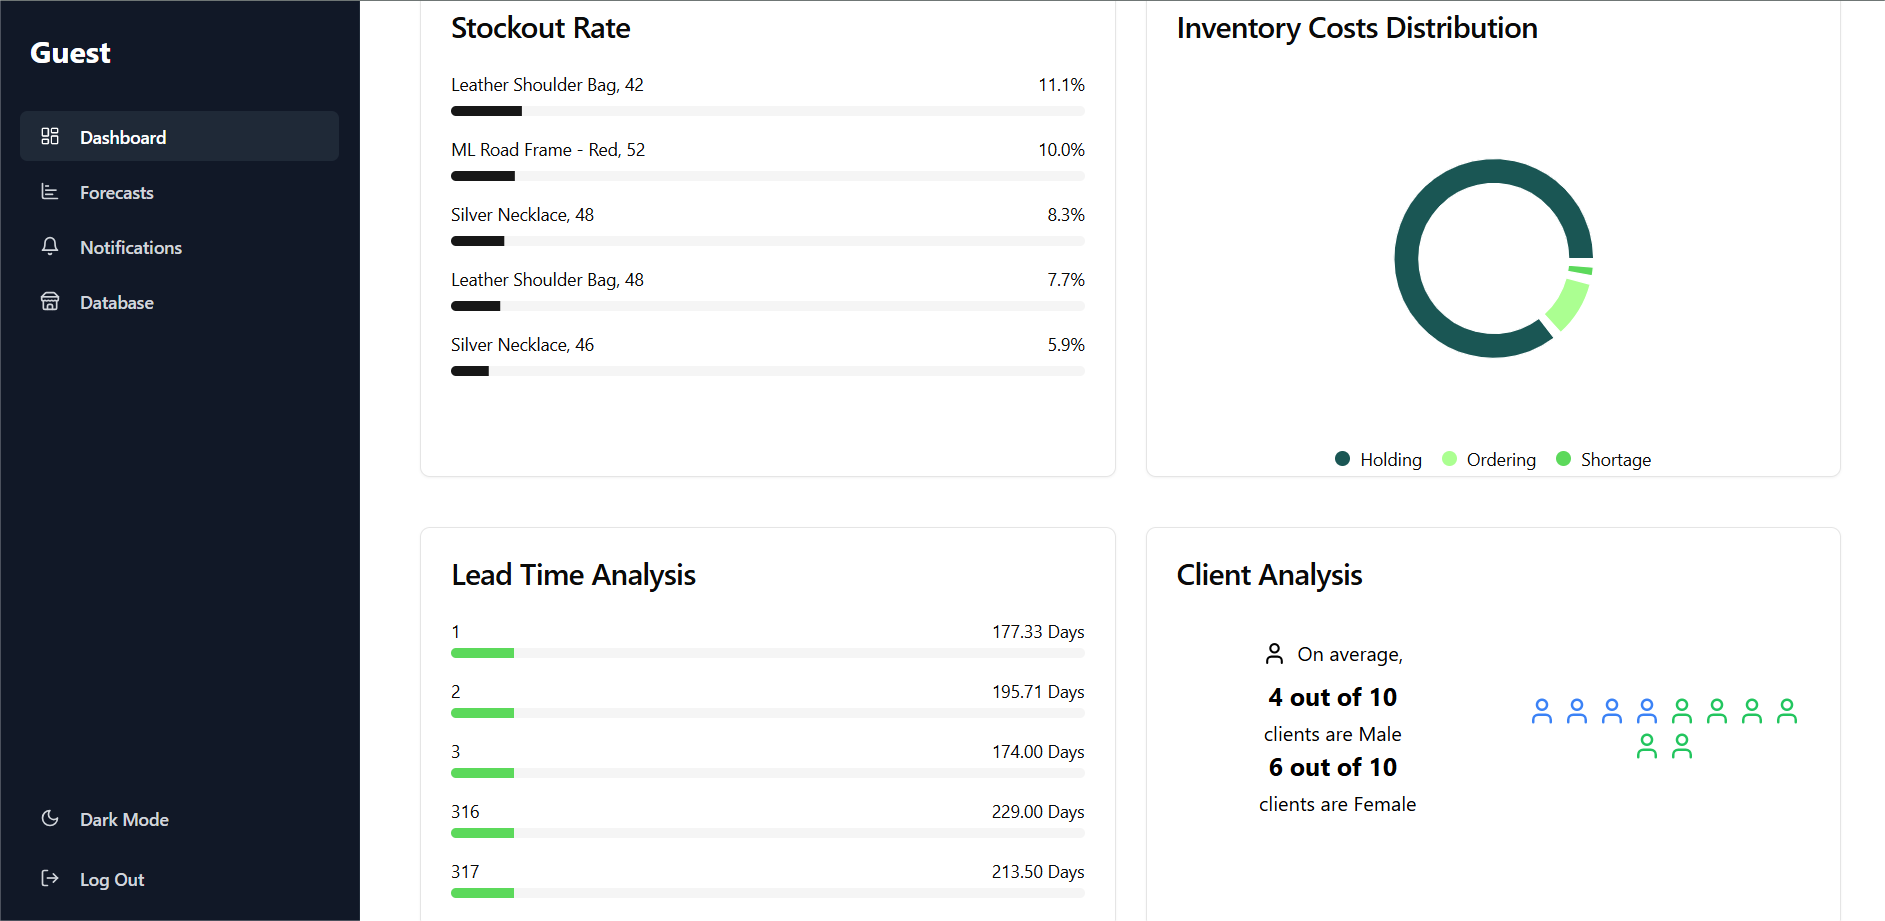 Guest
Dashboard
Forecasts
Notifications
Database
Dark Mode
Log Out
Stockout Rate
Leather Shoulder Bag, 42 11.1%
ML Road Frame - Red, 52 10.0%
Silver Necklace, 48 8.3%
Leather Shoulder Bag, 48 7.7%
Silver Necklace, 46 5.9%
Inventory Costs Distribution
Holding Ordering Shortage
Lead Time Analysis
1 177.33 Days
2 195.71 Days
3 174.00 Days
316 229.00 Days
317 213.50 Days
Client Analysis
On average,
4 out of 10
clients are Male
6 out of 10
clients are Female